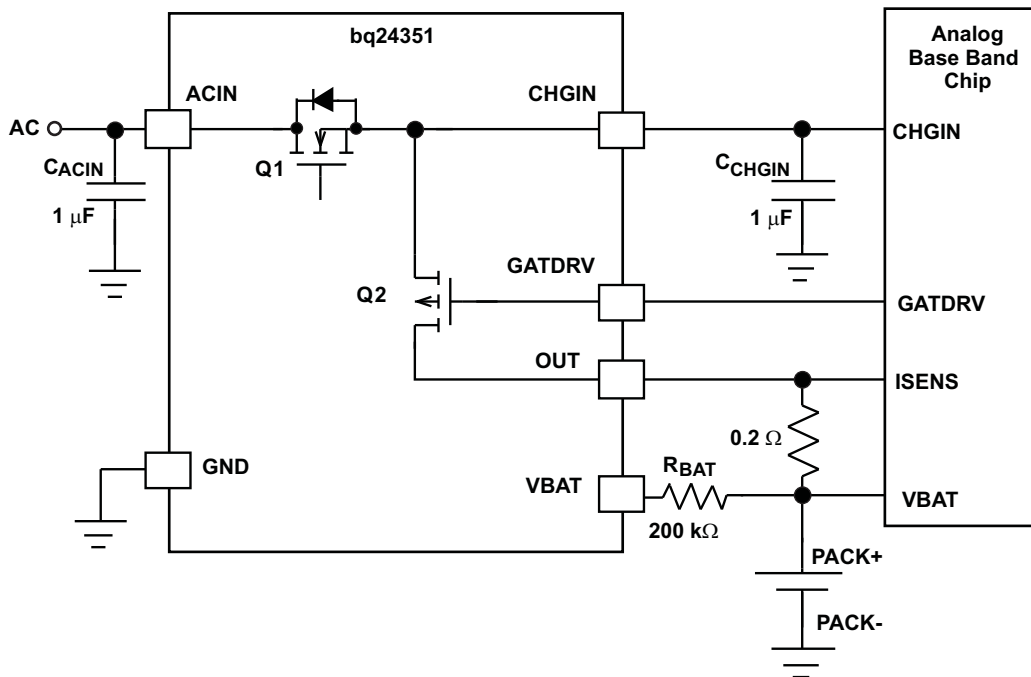 bq24351
Analog
Base Band
Chip
ACIN
CHGIN
AC
CHGIN
CACIN
1 μF
Q1
CCHGIN
1 μF
GATDRV
Q2
GATDRV
OUT
ISENS
0.2 Ω
GND
VBAT
RBAT
200 kΩ
VBAT
PACK+
PACK-